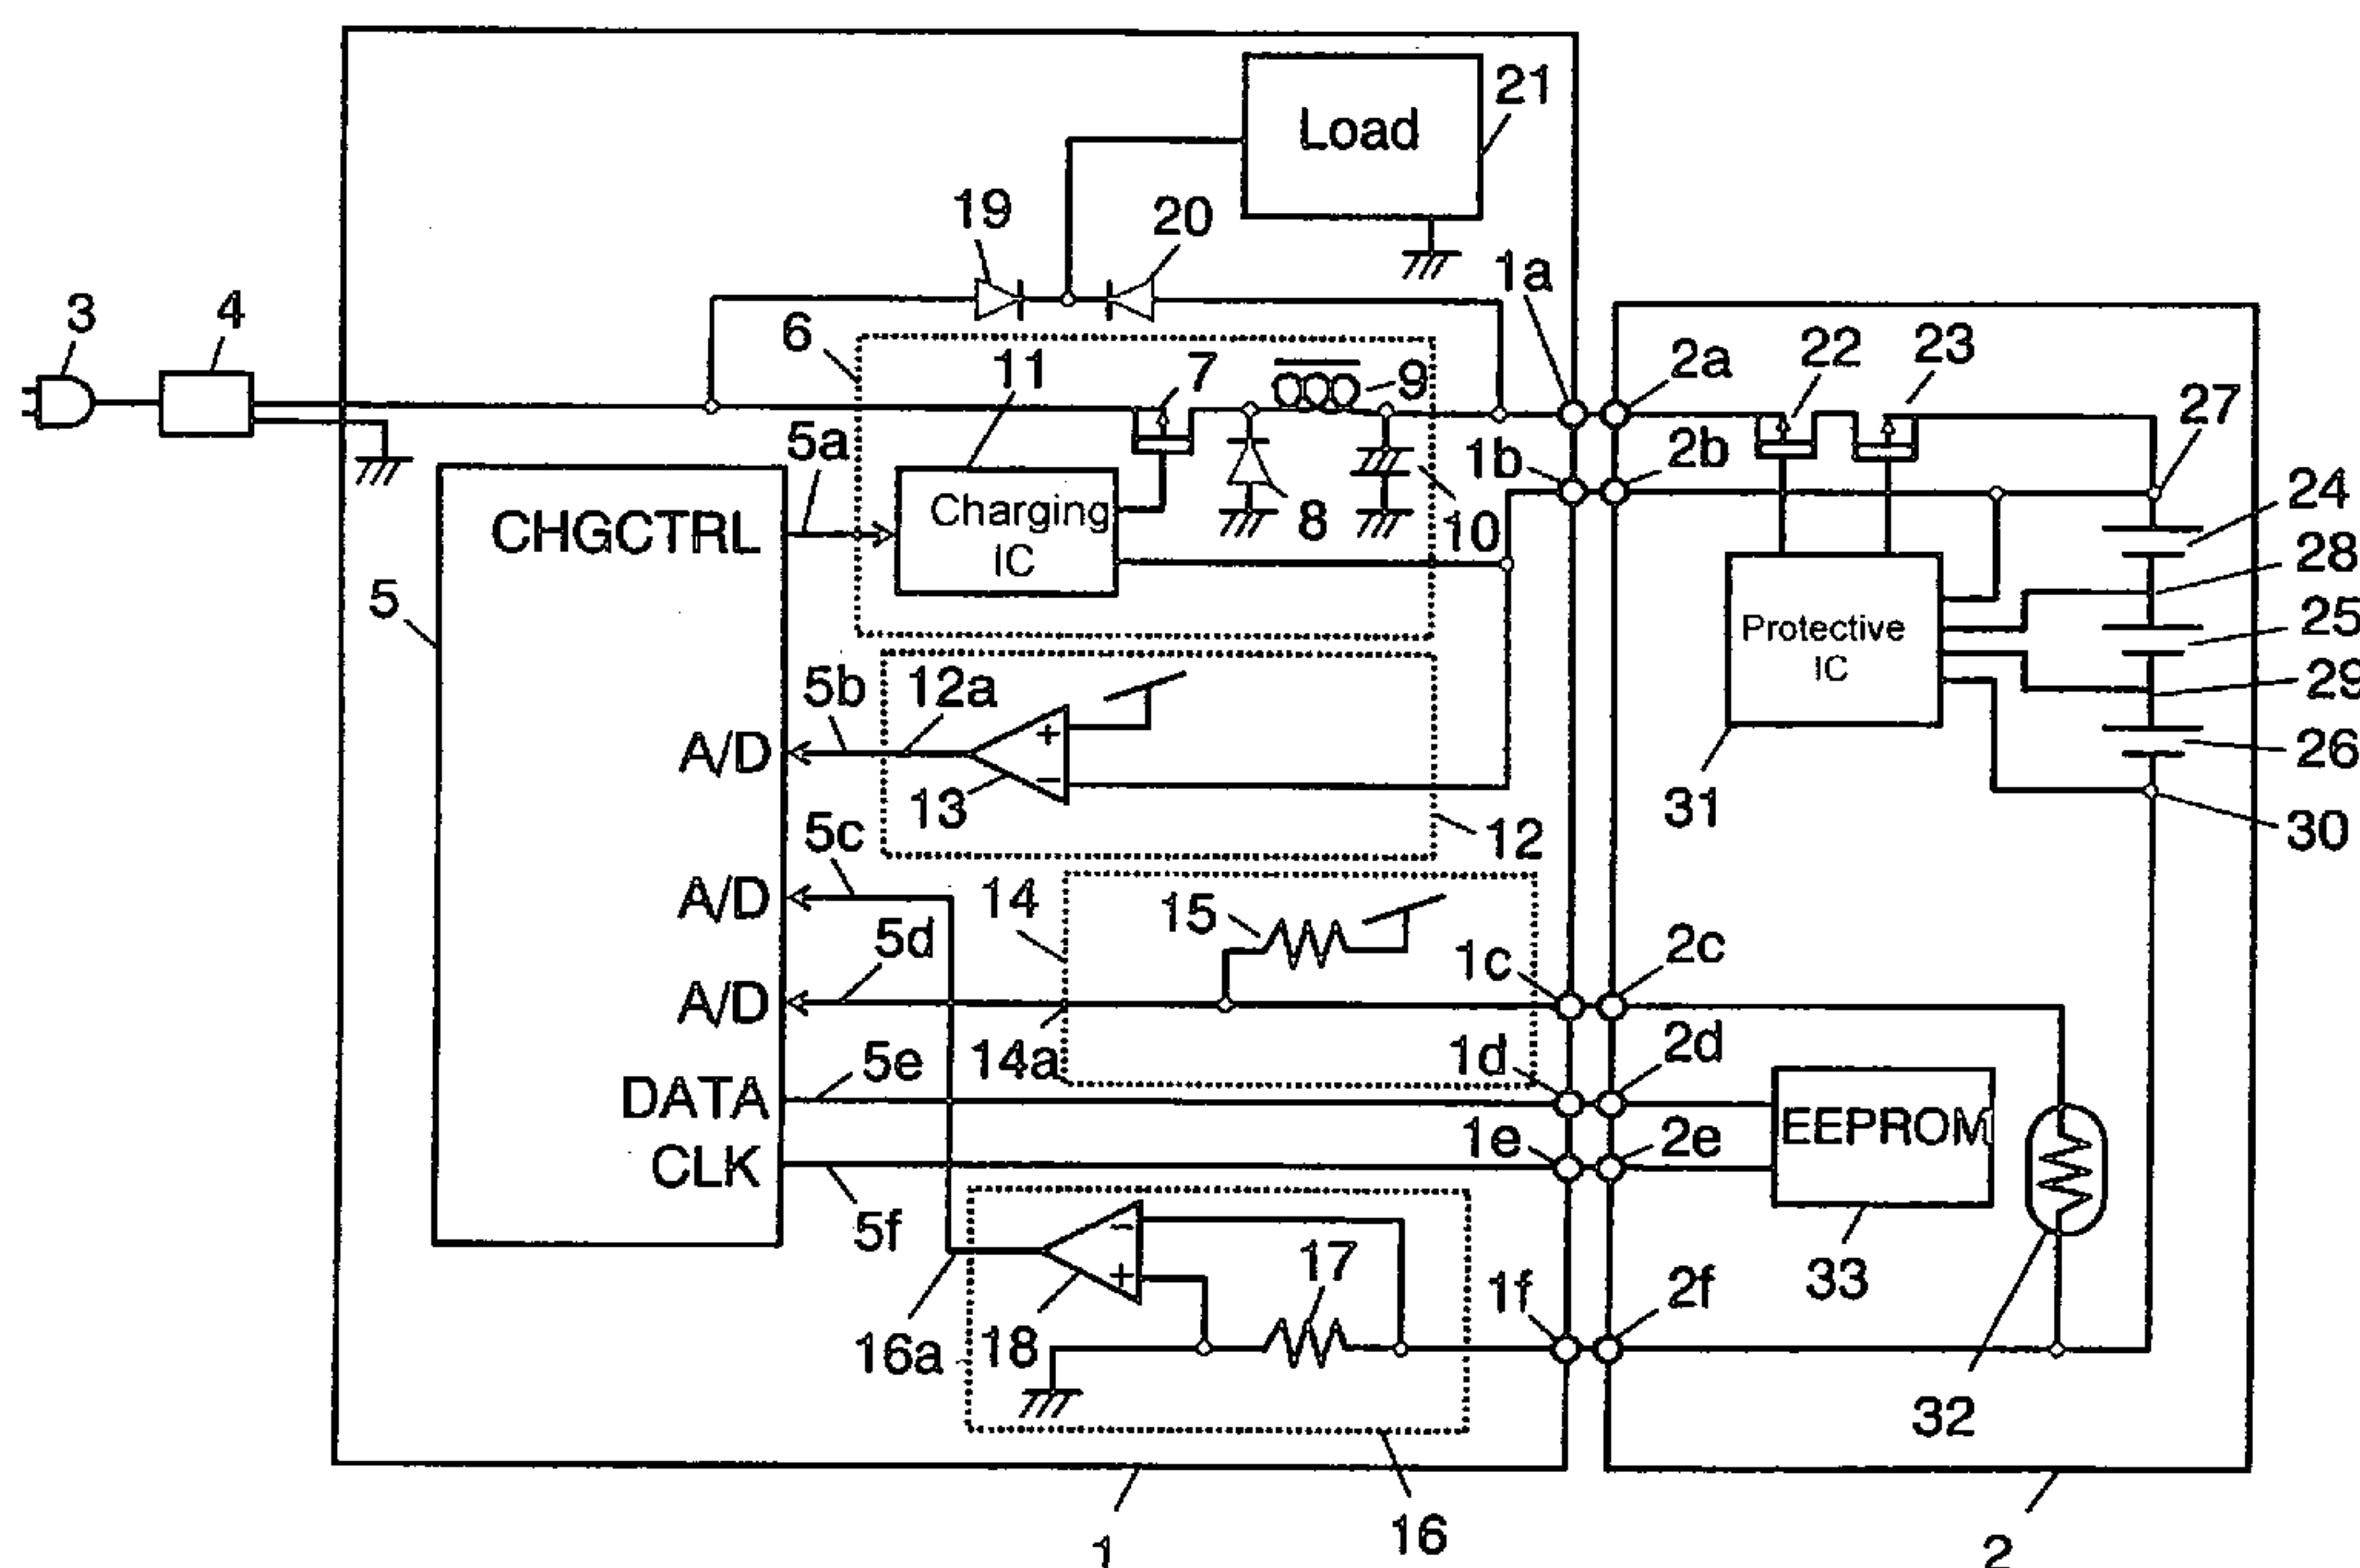 21
Load
19
20
1a
3
4
6
11
7
9
2a
22
23
27
5a
1b
2b
24
CHGCTRL
Charging
IC
8
10
28
5
Protective
IC
25
5b
12a
29
A/D
+
−
13
26
31
5c
12
30
A/D
14
15
1c
2c
5d
A/D
14a
1d
2d
5e
DATA
EEPROM
1e
2e
CLK
5f
−
+
17
33
1f
2f
16a
18
32
1
16
2